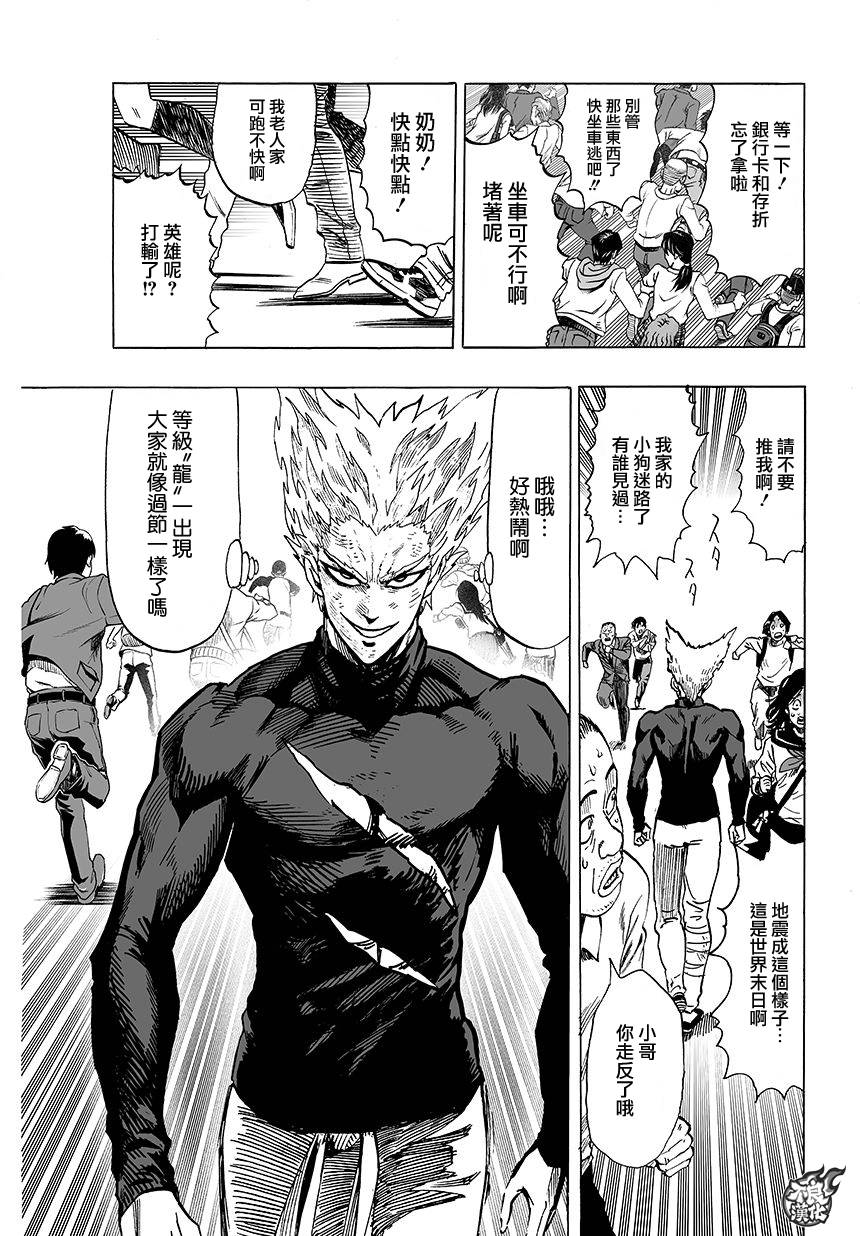 等一下！
銀行卡和存折
忘了拿啦
別管
那些東西了
快坐車逃吧!!
坐車可不行啊
堵著呢
奶奶！
快點快點！
我老人家
可跑不快啊
英雄呢？
打輸了!?
請不要
推我啊！
我家的
小狗迷路了
有誰見過…
スタ
スタ
地震成這個樣子…
這是世界末日啊
小哥
你走反了哦
哦哦…
好熱鬧啊
等級〝龍〞一出現
大家就像過節一樣了嗎
漢化